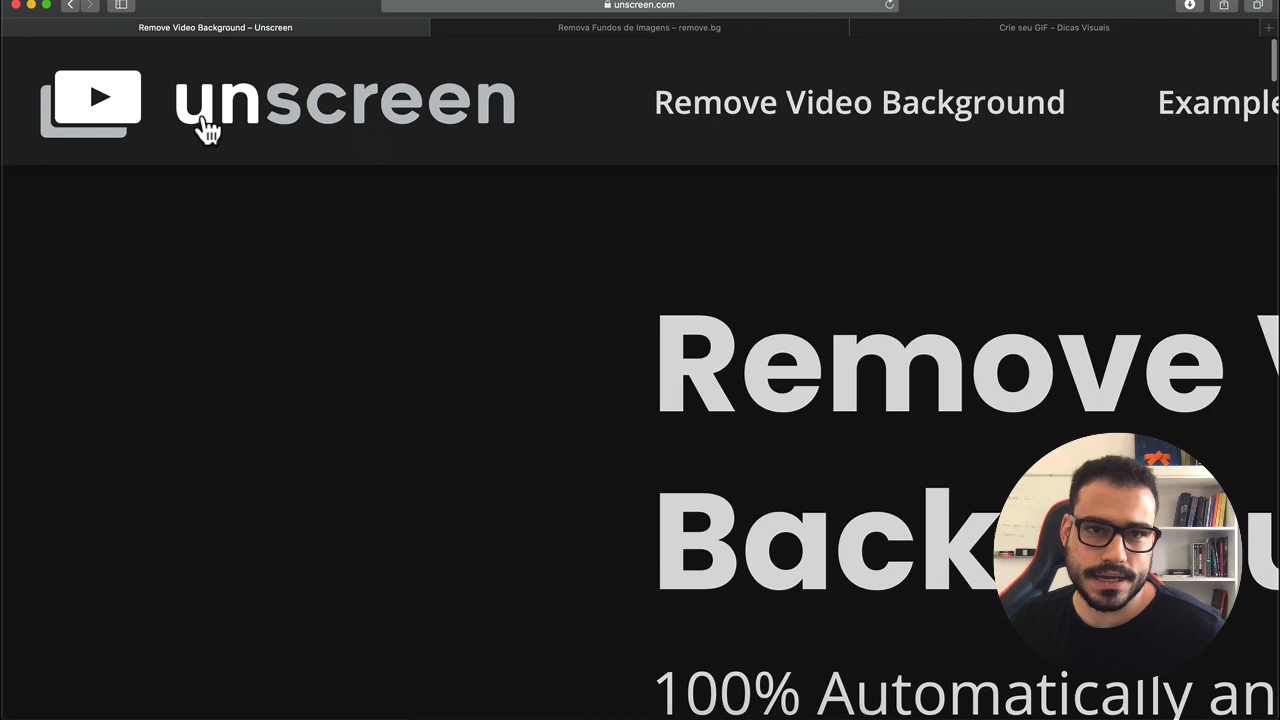 unscreen.com
Remove Video Background – Unscreen
Remova Fundos de Imagens – remove.bg
Crie seu GIF – Dicas Visuais
unscreen
Remove Video Background
Example
Remove V
Back
100% Automatically an